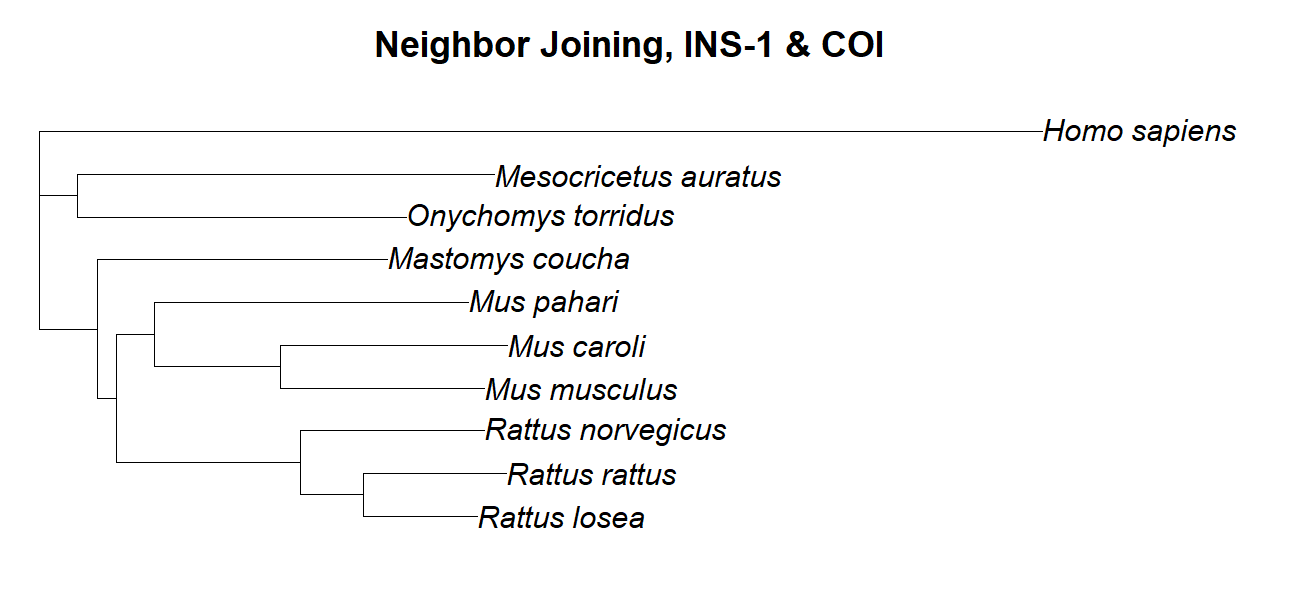 Neighbor Joining, INS-1 & COI
Homo sapiens
Mesocricetus auratus
Onychomys torridus
Mastomys coucha
Mus pahari
Mus caroli
Mus musculus
Rattus norvegicus
Rattus rattus
Rattus losea